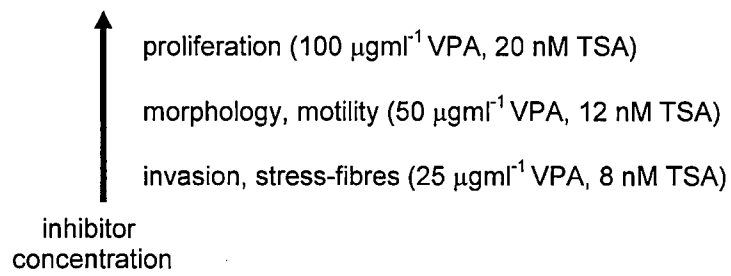 proliferation (100 µgml⁻¹ VPA, 20 nM TSA)
morphology, motility (50 µgml⁻¹ VPA, 12 nM TSA)
invasion, stress-fibres (25 µgml⁻¹ VPA, 8 nM TSA)
inhibitor
concentration